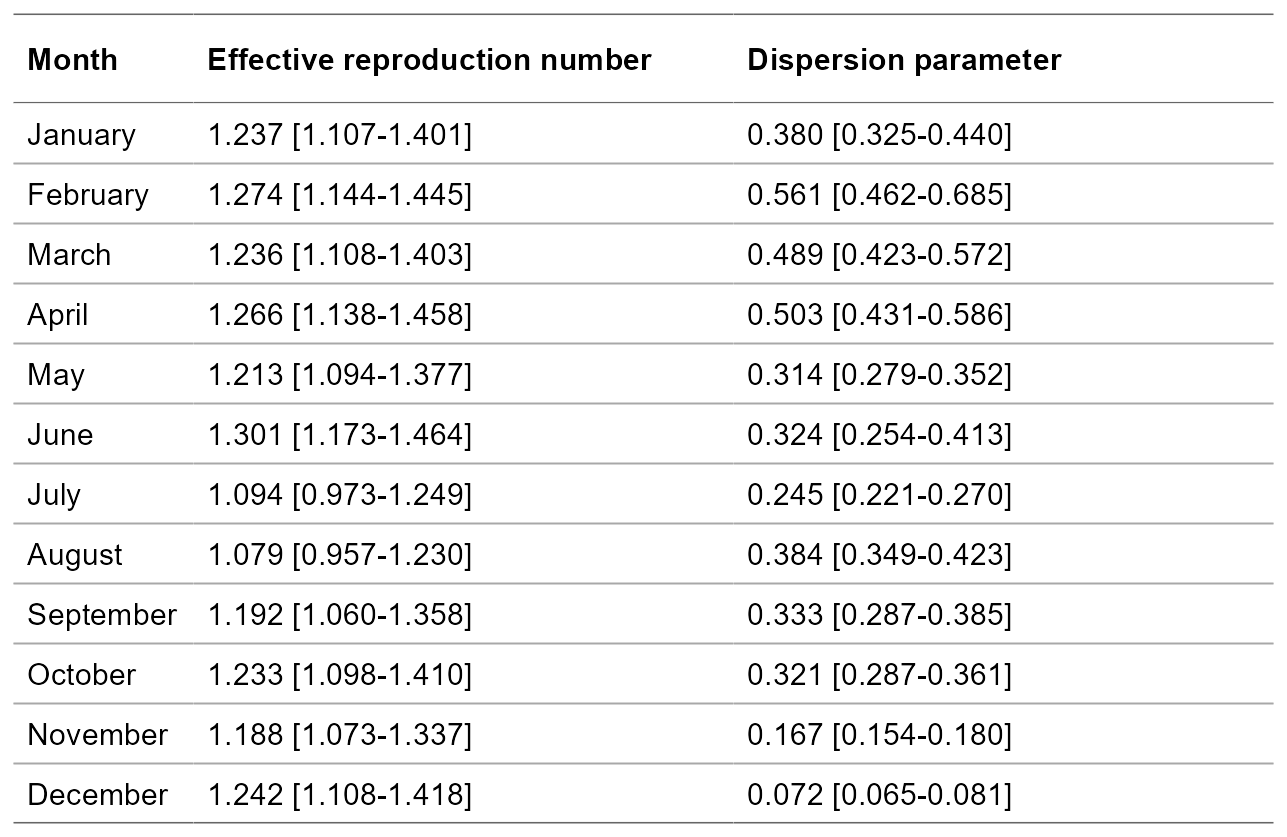 Month Effective reproduction number Dispersion parameter
January 1.237 [1.107-1.401] 0.380 [0.325-0.440]
February 1.274 [1.144-1.445] 0.561 [0.462-0.685]
March 1.236 [1.108-1.403] 0.489 [0.423-0.572]
April 1.266 [1.138-1.458] 0.503 [0.431-0.586]
May 1.213 [1.094-1.377] 0.314 [0.279-0.352]
June 1.301 [1.173-1.464] 0.324 [0.254-0.413]
July 1.094 [0.973-1.249] 0.245 [0.221-0.270]
August 1.079 [0.957-1.230] 0.384 [0.349-0.423]
September 1.192 [1.060-1.358] 0.333 [0.287-0.385]
October 1.233 [1.098-1.410] 0.321 [0.287-0.361]
November 1.188 [1.073-1.337] 0.167 [0.154-0.180]
December 1.242 [1.108-1.418] 0.072 [0.065-0.081]